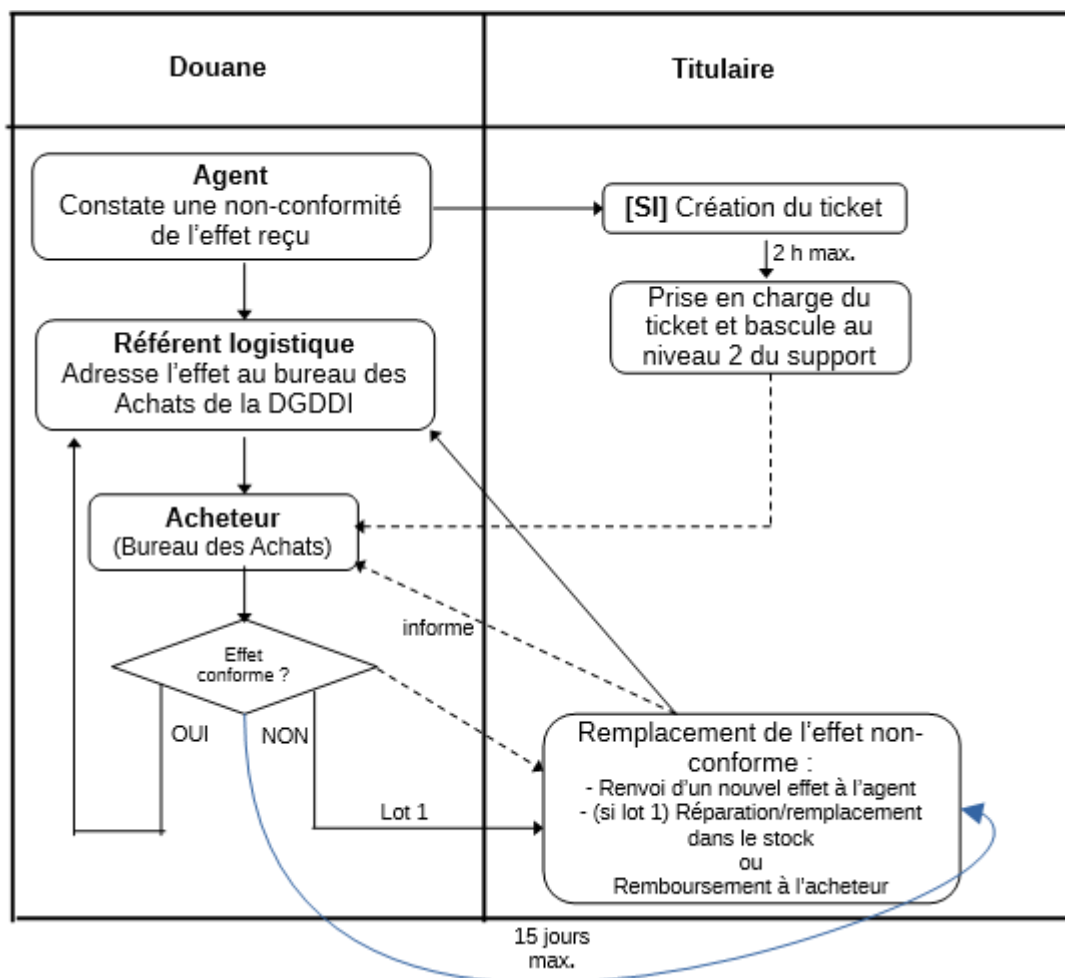 Douane
Titulaire
Agent
Constate une non-conformité
de l'effet reçu
[SI] Création du ticket
2 h max.
Prise en charge du
ticket et bascule au
niveau 2 du support
Référent logistique
Adresse l'effet au bureau des
Achats de la DGDDI
Acheteur
(Bureau des Achats)
informe
Effet
conforme ?
OUI
NON
Lot 1
Remplacement de l'effet non-
conforme :
- Renvoi d'un nouvel effet à l'agent
- (si lot 1) Réparation/remplacement
dans le stock
ou
Remboursement à l'acheteur
15 jours
max.